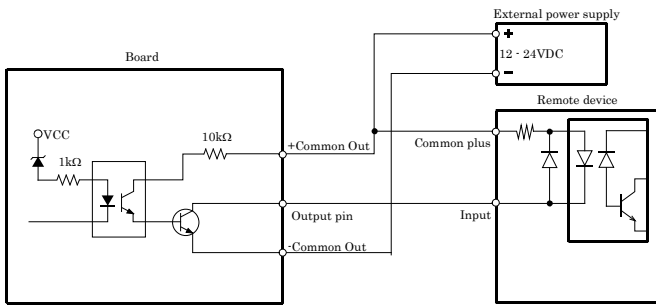 External power supply
+
12 - 24VDC
−
Board
Remote device
VCC
10kΩ
1kΩ
+Common Out
Common plus
Output pin
Input
-Common Out